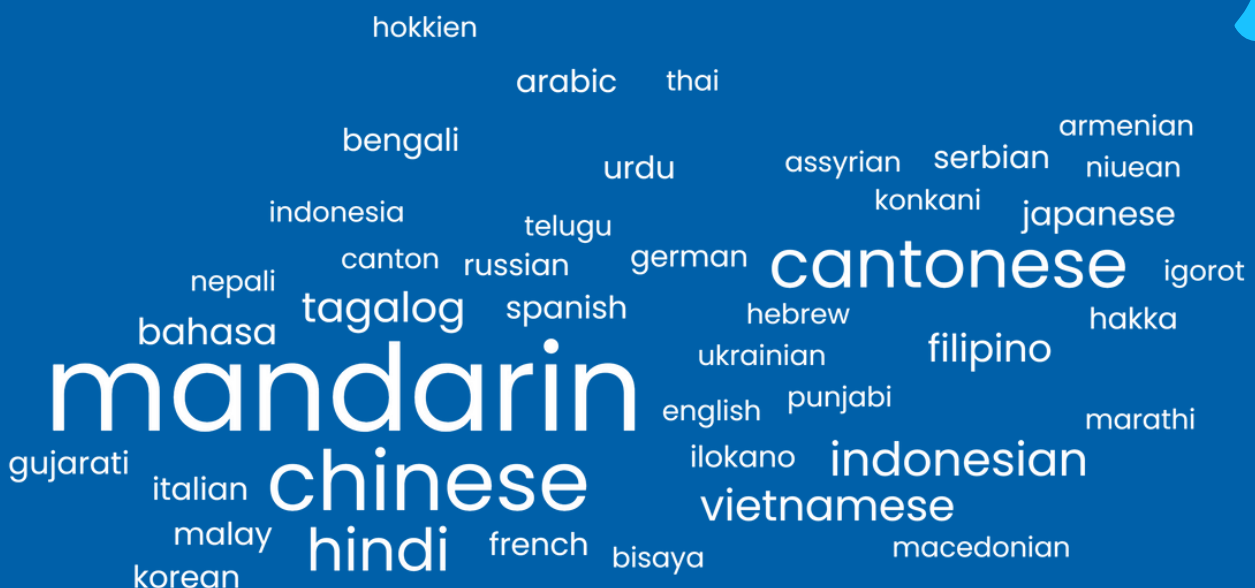 hokkien
arabic thai
armenian
bengali
urdu assyrian serbian niuean
konkani
indonesia japanese
telugu
canton russian german cantonese igorot
nepali
tagalog spanish hebrew hakka
bahasa
ukrainian filipino
mandarin
english punjabi
marathi
gujarati ilokano indonesian
italian chinese
vietnamese
malay hindi french bisaya macedonian
korean